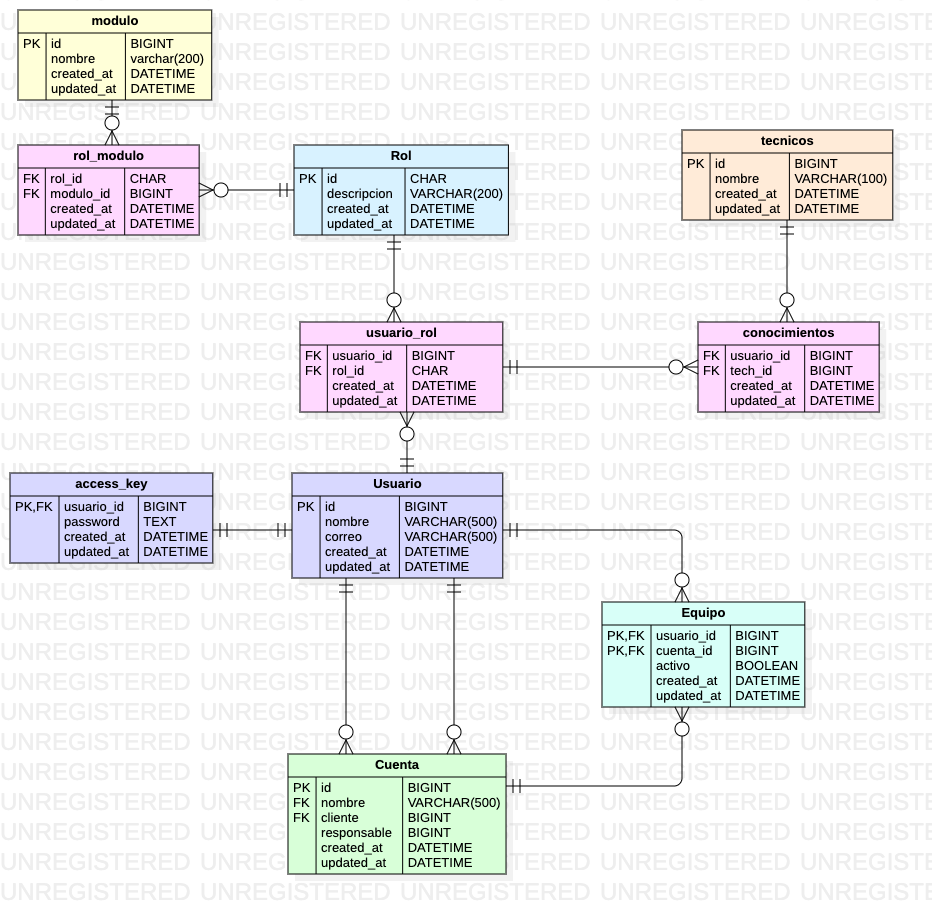 modulo
PK id BIGINT
nombre varchar(200)
created_at DATETIME
updated_at DATETIME
rol_modulo
FK rol_id CHAR
FK modulo_id BIGINT
created_at DATETIME
updated_at DATETIME
Rol
PK id CHAR
descripcion VARCHAR(200)
created_at DATETIME
updated_at DATETIME
tecnicos
PK id BIGINT
nombre VARCHAR(100)
created_at DATETIME
updated_at DATETIME
usuario_rol
FK usuario_id BIGINT
FK rol_id CHAR
created_at DATETIME
updated_at DATETIME
conocimientos
FK usuario_id BIGINT
FK tech_id BIGINT
created_at DATETIME
updated_at DATETIME
access_key
PK,FK usuario_id BIGINT
password TEXT
created_at DATETIME
updated_at DATETIME
Usuario
PK id BIGINT
nombre VARCHAR(500)
correo VARCHAR(500)
created_at DATETIME
updated_at DATETIME
Equipo
PK,FK usuario_id BIGINT
PK,FK cuenta_id BIGINT
activo BOOLEAN
created_at DATETIME
updated_at DATETIME
Cuenta
PK id BIGINT
FK nombre VARCHAR(500)
FK cliente BIGINT
responsable BIGINT
created_at DATETIME
updated_at DATETIME
UNREGISTERED